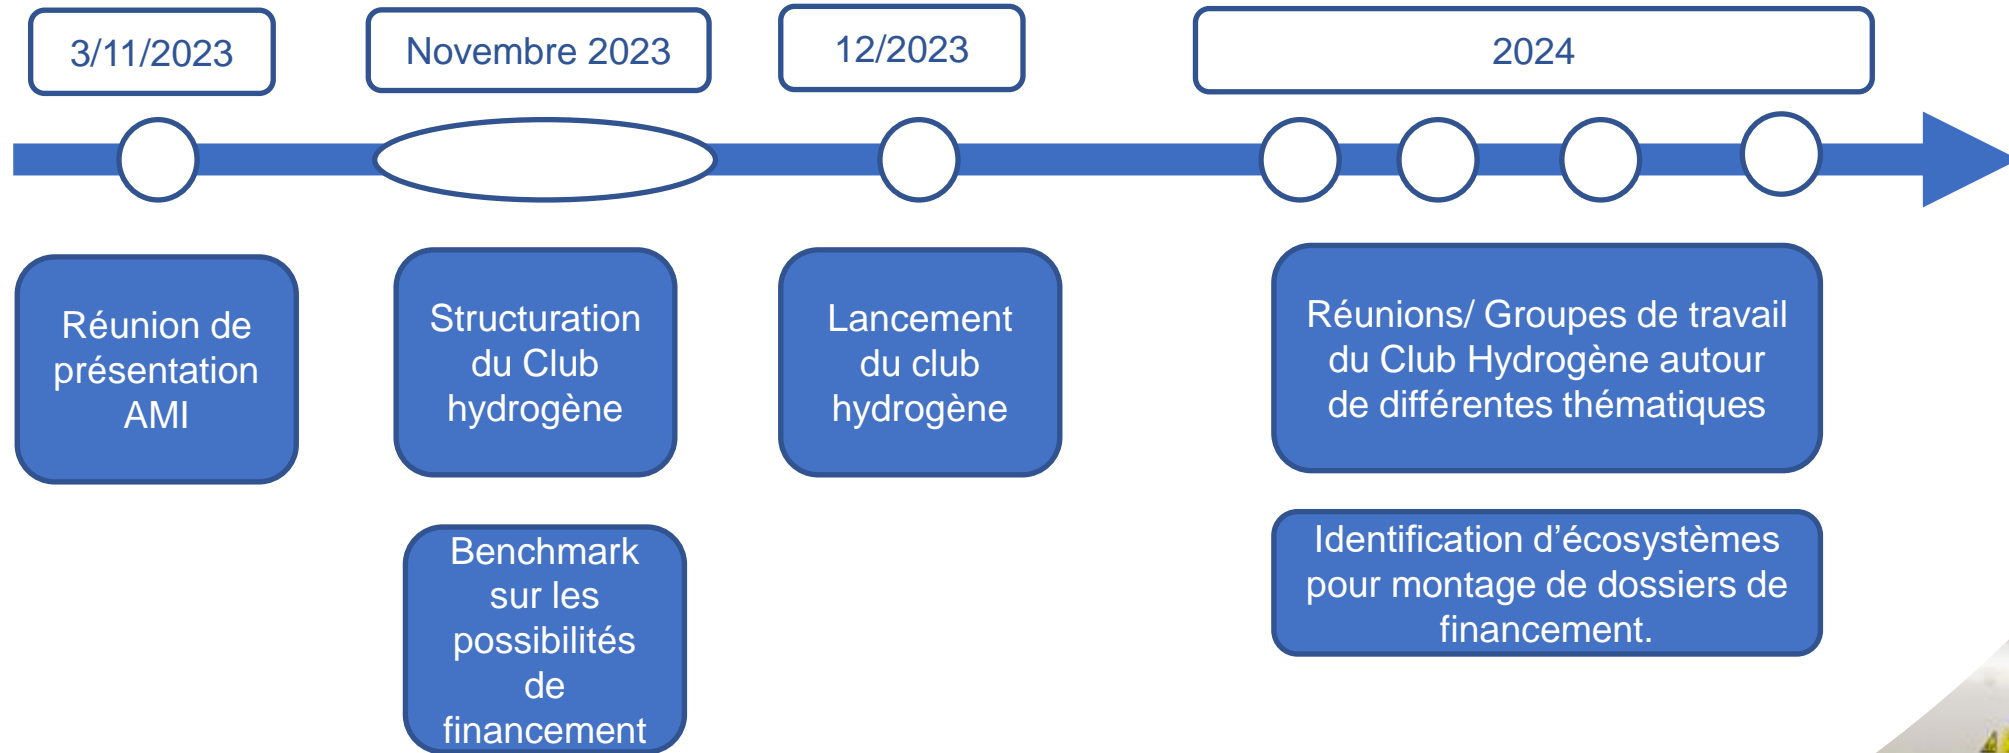 3/11/2023
Novembre 2023
12/2023
2024
Réunion de
présentation
AMI
Structuration
du Club
hydrogène
Lancement
du club
hydrogène
Réunions/ Groupes de travail
du Club Hydrogène autour
de différentes thématiques
Benchmark
sur les
possibilités
de
financement
Identification d’écosystèmes
pour montage de dossiers de
financement.